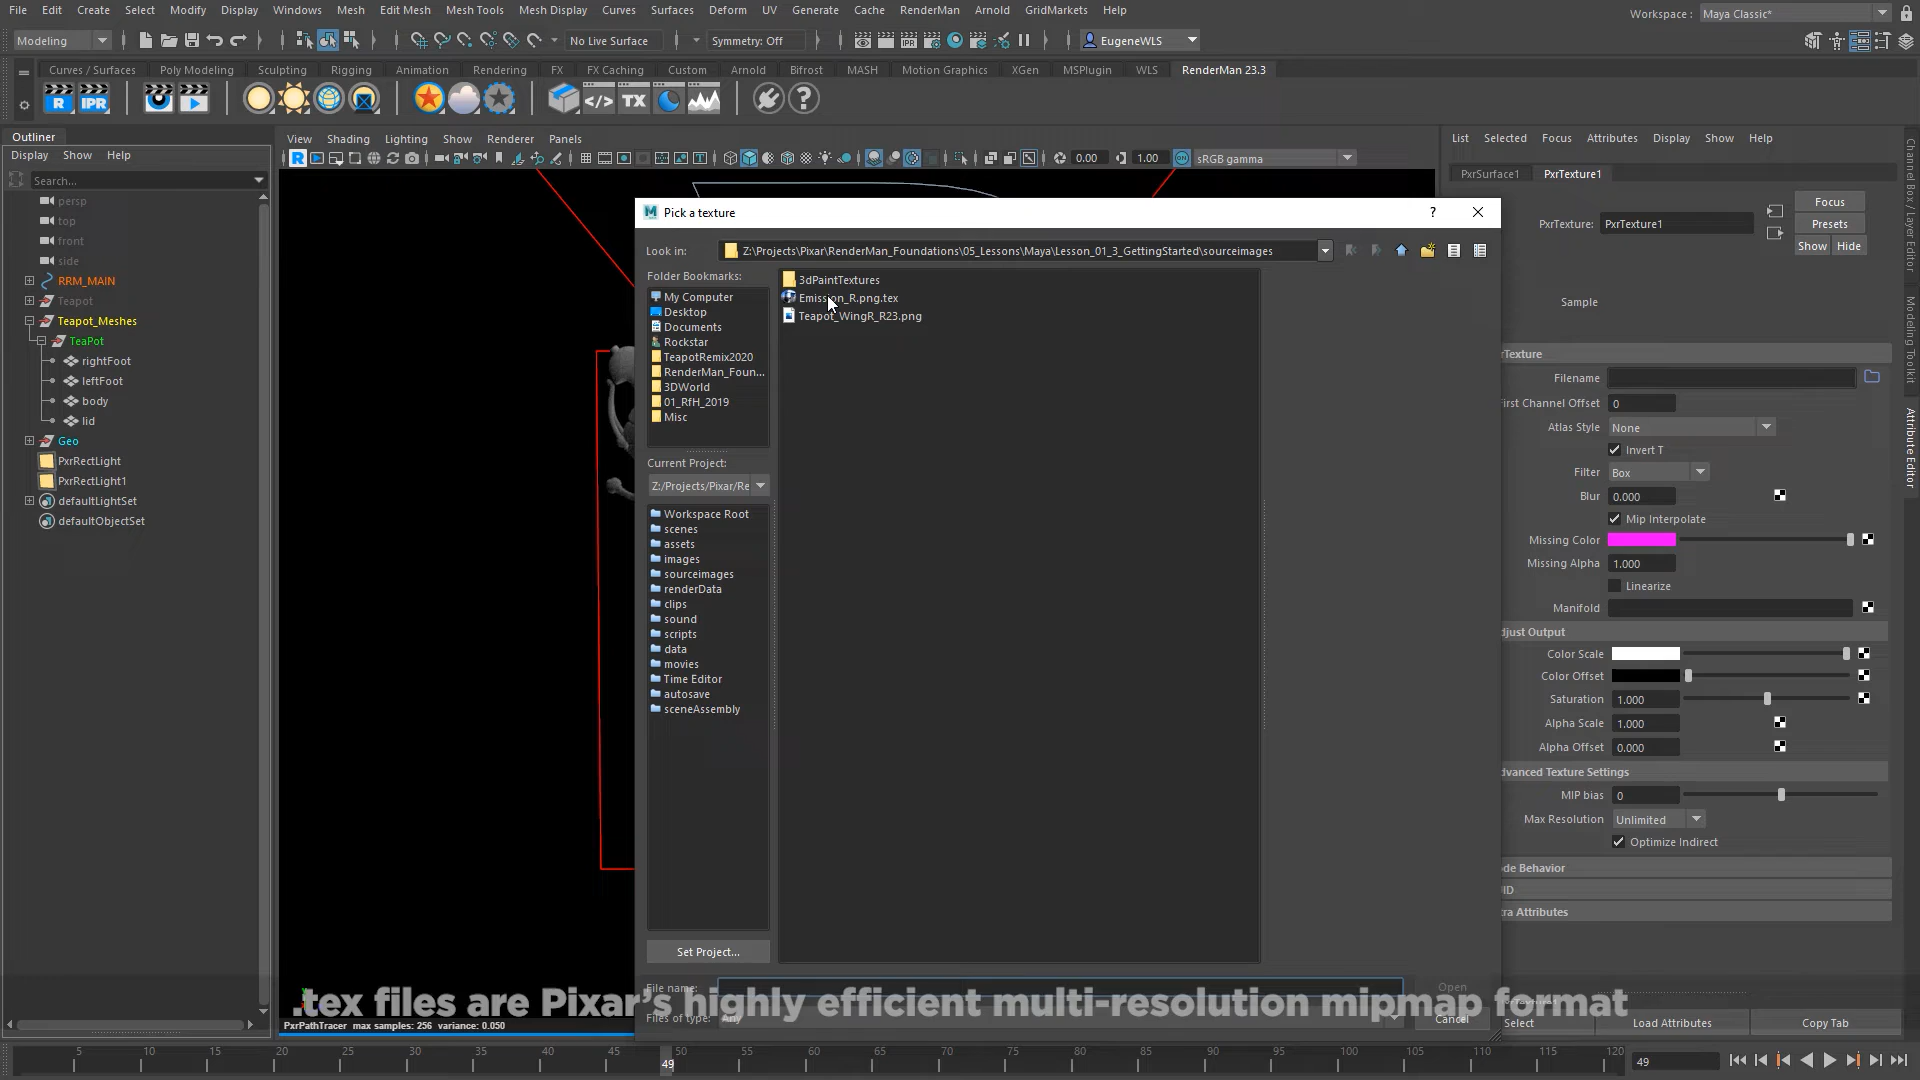 File Edit Create Select Modify Display Windows Mesh Edit Mesh Mesh Tools Mesh Display Curves Surfaces Deform UV Generate Cache RenderMan Arnold GridMarkets Help
Workspace : Maya Classic*
Modeling No Live Surface Symmetry: Off IPR EugeneWLS
Curves / Surfaces Poly Modeling Sculpting Rigging Animation Rendering FX FX Caching Custom Arnold Bifrost MASH Motion Graphics XGen MSPlugin WLS RenderMan 23.3
R IPR </> TX ?
Outliner
Display Show Help
Search...
persp
top
front
side
RRM_MAIN
Teapot
Teapot_Meshes
TeaPot
rightFoot
leftFoot
body
lid
Geo
PxrRectLight
PxrRectLight1
defaultLightSet
defaultObjectSet
View Shading Lighting Show Renderer Panels
R 0.00 1.00 ON sRGB gamma
Pick a texture
?
Look in: Z:\Projects\Pixar\RenderMan_Foundations\05_Lessons\Maya\Lesson_01_3_GettingStarted\sourceimages
Folder Bookmarks:
My Computer
Desktop
Documents
Rockstar
TeapotRemix2020
RenderMan_Foun...
3DWorld
01_RfH_2019
Misc
3dPaintTextures
Emission_R.png.tex
Teapot_WingR_R23.png
Current Project:
Z:/Projects/Pixar/Re
Workspace Root
scenes
assets
images
sourceimages
renderData
clips
sound
scripts
data
movies
Time Editor
autosave
sceneAssembly
Set Project...
File name: Open
Files of type: Any Cancel
.tex files are Pixar's highly efficient multi-resolution mipmap format
PxrPathTracer max samples: 256 variance: 0.050
List Selected Focus Attributes Display Show Help
PxrSurface1 PxrTexture1
PxrTexture: PxrTexture1
Focus
Presets
Show Hide
Sample
rTexture
Filename
irst Channel Offset 0
Atlas Style None
Invert T
Filter Box
Blur 0.000
Mip Interpolate
Missing Color
Missing Alpha 1.000
Linearize
Manifold
djust Output
Color Scale
Color Offset
Saturation 1.000
Alpha Scale 1.000
Alpha Offset 0.000
dvanced Texture Settings
MIP bias 0
Max Resolution Unlimited
Optimize Indirect
ode Behavior
ID
tra Attributes
Select Load Attributes Copy Tab
Channel Box / Layer Editor
Modeling Toolkit
Attribute Editor
5 10 15 20 25 30 35 40 45 50 55 60 65 70 75 80 85 90 95 100 105 110 115 120
49
49